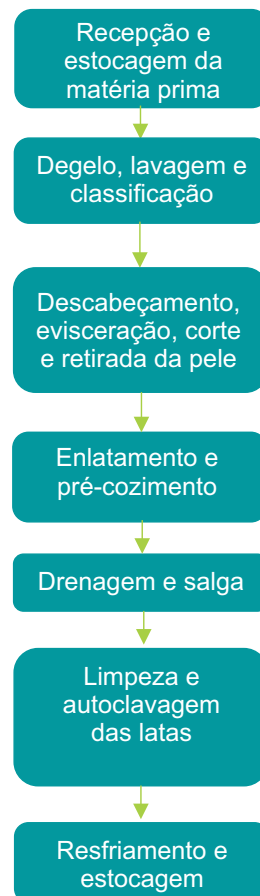 Recepção e
estocagem da
matéria prima
Degelo, lavagem e
classificação
Descabeçamento,
evisceração, corte
e retirada da pele
Enlatamento e
pré-cozimento
Drenagem e salga
Limpeza e
autoclavagem
das latas
Resfriamento e
estocagem